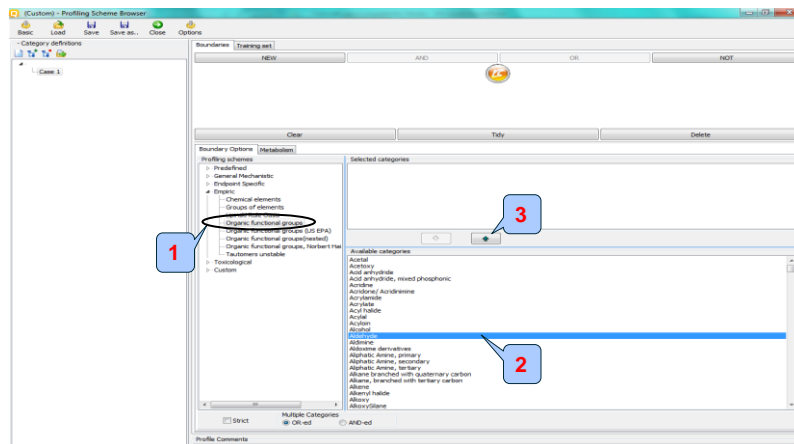 (Custom) - Profiling Scheme Browser
Basic Load Save Save as... Close Options
- Category definitions
Case 1
Boundaries Training set
NEW AND OR NOT
Clear Tidy Delete
Boundary Options Metabolism
Profiling schemes
Predefined
General Mechanistic
Endpoint Specific
Empiric
Chemical elements
Groups of elements
Organic functional groups
Organic functional groups (US EPA)
Organic functional groups(nested)
Organic functional groups, Norbert Hai
Tautomers unstable
Toxicological
Custom
1
Selected categories
3
Available categories
Acetal
Acetoxy
Acid anhydride
Acid anhydride, mixed phosphonic
Acridine
Acridone/ Acridinimine
Acrylamide
Acrylate
Acyl halide
Acylal
Acyloin
Alcohol
Aldehyde
Aldimine
Aldoxime derivatives
Aliphatic Amine, primary
Aliphatic Amine, secondary
Aliphatic Amine, tertiary
Alkane branched with quaternary carbon
Alkane, branched with tertiary carbon
Alkene
Alkenyl halide
Alkoxy
AlkoxySilane
2
Strict
Multiple Categories
OR-ed AND-ed
Profile Comments